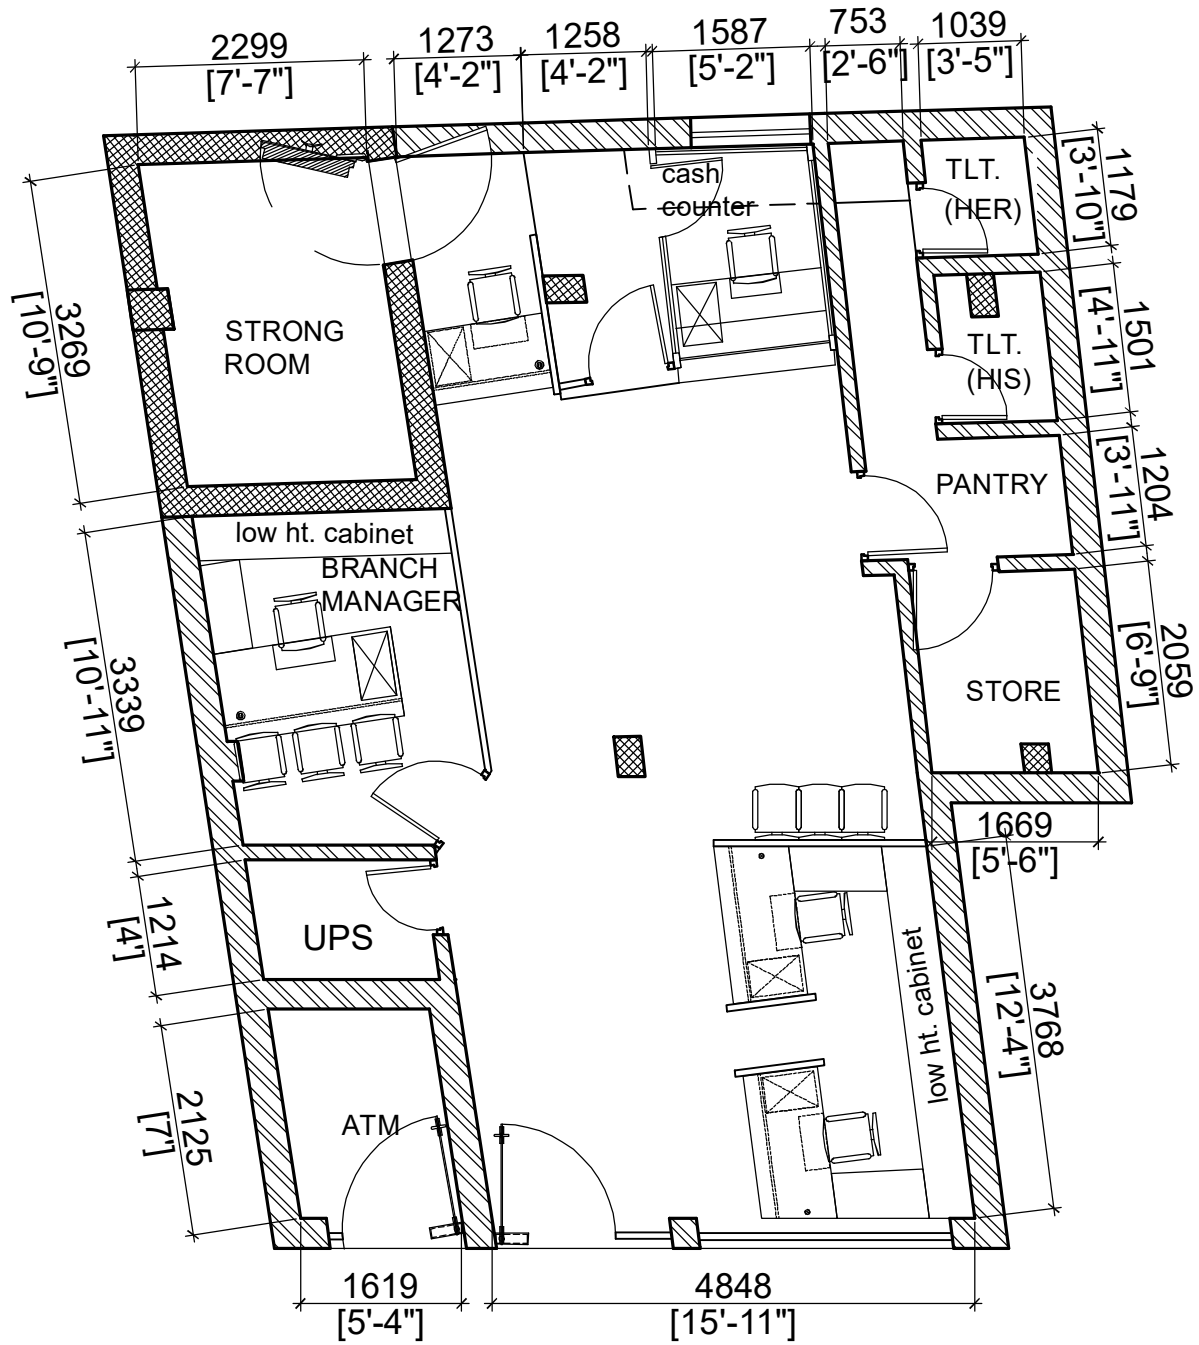 2299
[7'-7"]
1273
[4'-2"]
1258
[4'-2"]
1587
[5'-2"]
753
[2'-6"]
1039
[3'-5"]
cash
counter
TLT.
(HER)
1179
[3'-10"]
3269
[10'-9"]
STRONG
ROOM
TLT.
(HIS)
1501
[4'-11"]
PANTRY
1204
[3'-11"]
low ht. cabinet
BRANCH
MANAGER
3339
[10'-11"]
STORE
2059
[6'-9"]
1669
[5'-6"]
UPS
1214
[4']
low ht. cabinet
3768
[12'-4"]
ATM
2125
[7']
1619
[5'-4"]
4848
[15'-11"]